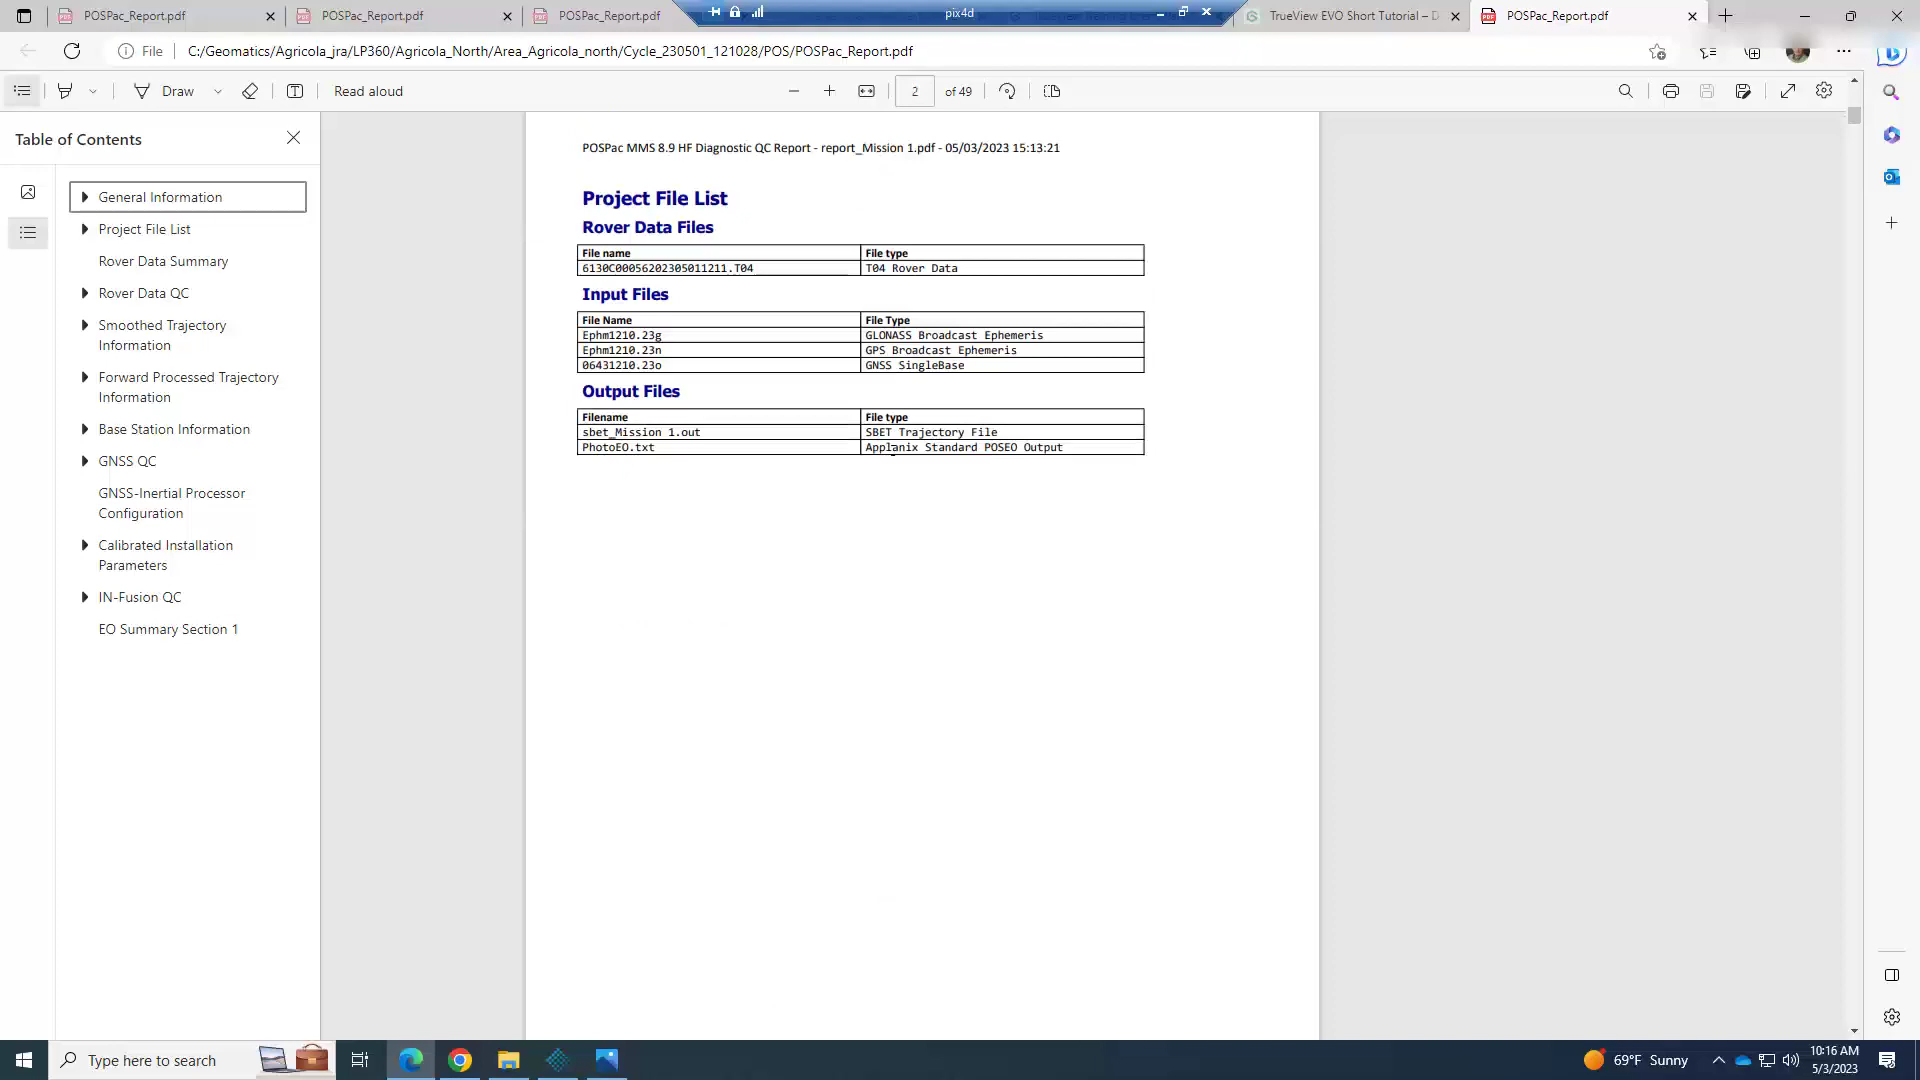 POSPac_Report.pdf
POSPac_Report.pdf
POSPac_Report.pdf
pix4d
TrueView EVO Short Tutorial – D
POSPac_Report.pdf
File
C:/Geomatics/Agricola_jra/LP360/Agricola_North/Area_Agricola_north/Cycle_230501_121028/POS/POSPac_Report.pdf
Draw
Read aloud
2 of 49
Table of Contents
General Information
Project File List
Rover Data Summary
Rover Data QC
Smoothed Trajectory
Information
Forward Processed Trajectory
Information
Base Station Information
GNSS QC
GNSS-Inertial Processor
Configuration
Calibrated Installation
Parameters
IN-Fusion QC
EO Summary Section 1
POSPac MMS 8.9 HF Diagnostic QC Report - report_Mission 1.pdf - 05/03/2023 15:13:21
Project File List
Rover Data Files
File name File type
6130C00056202305011211.T04 T04 Rover Data
Input Files
File Name File Type
Ephm1210.23g GLONASS Broadcast Ephemeris
Ephm1210.23n GPS Broadcast Ephemeris
06431210.23o GNSS SingleBase
Output Files
Filename File type
sbet_Mission 1.out SBET Trajectory File
PhotoEO.txt Applanix Standard POSEO Output
Type here to search
69°F Sunny
10:16 AM
5/3/2023